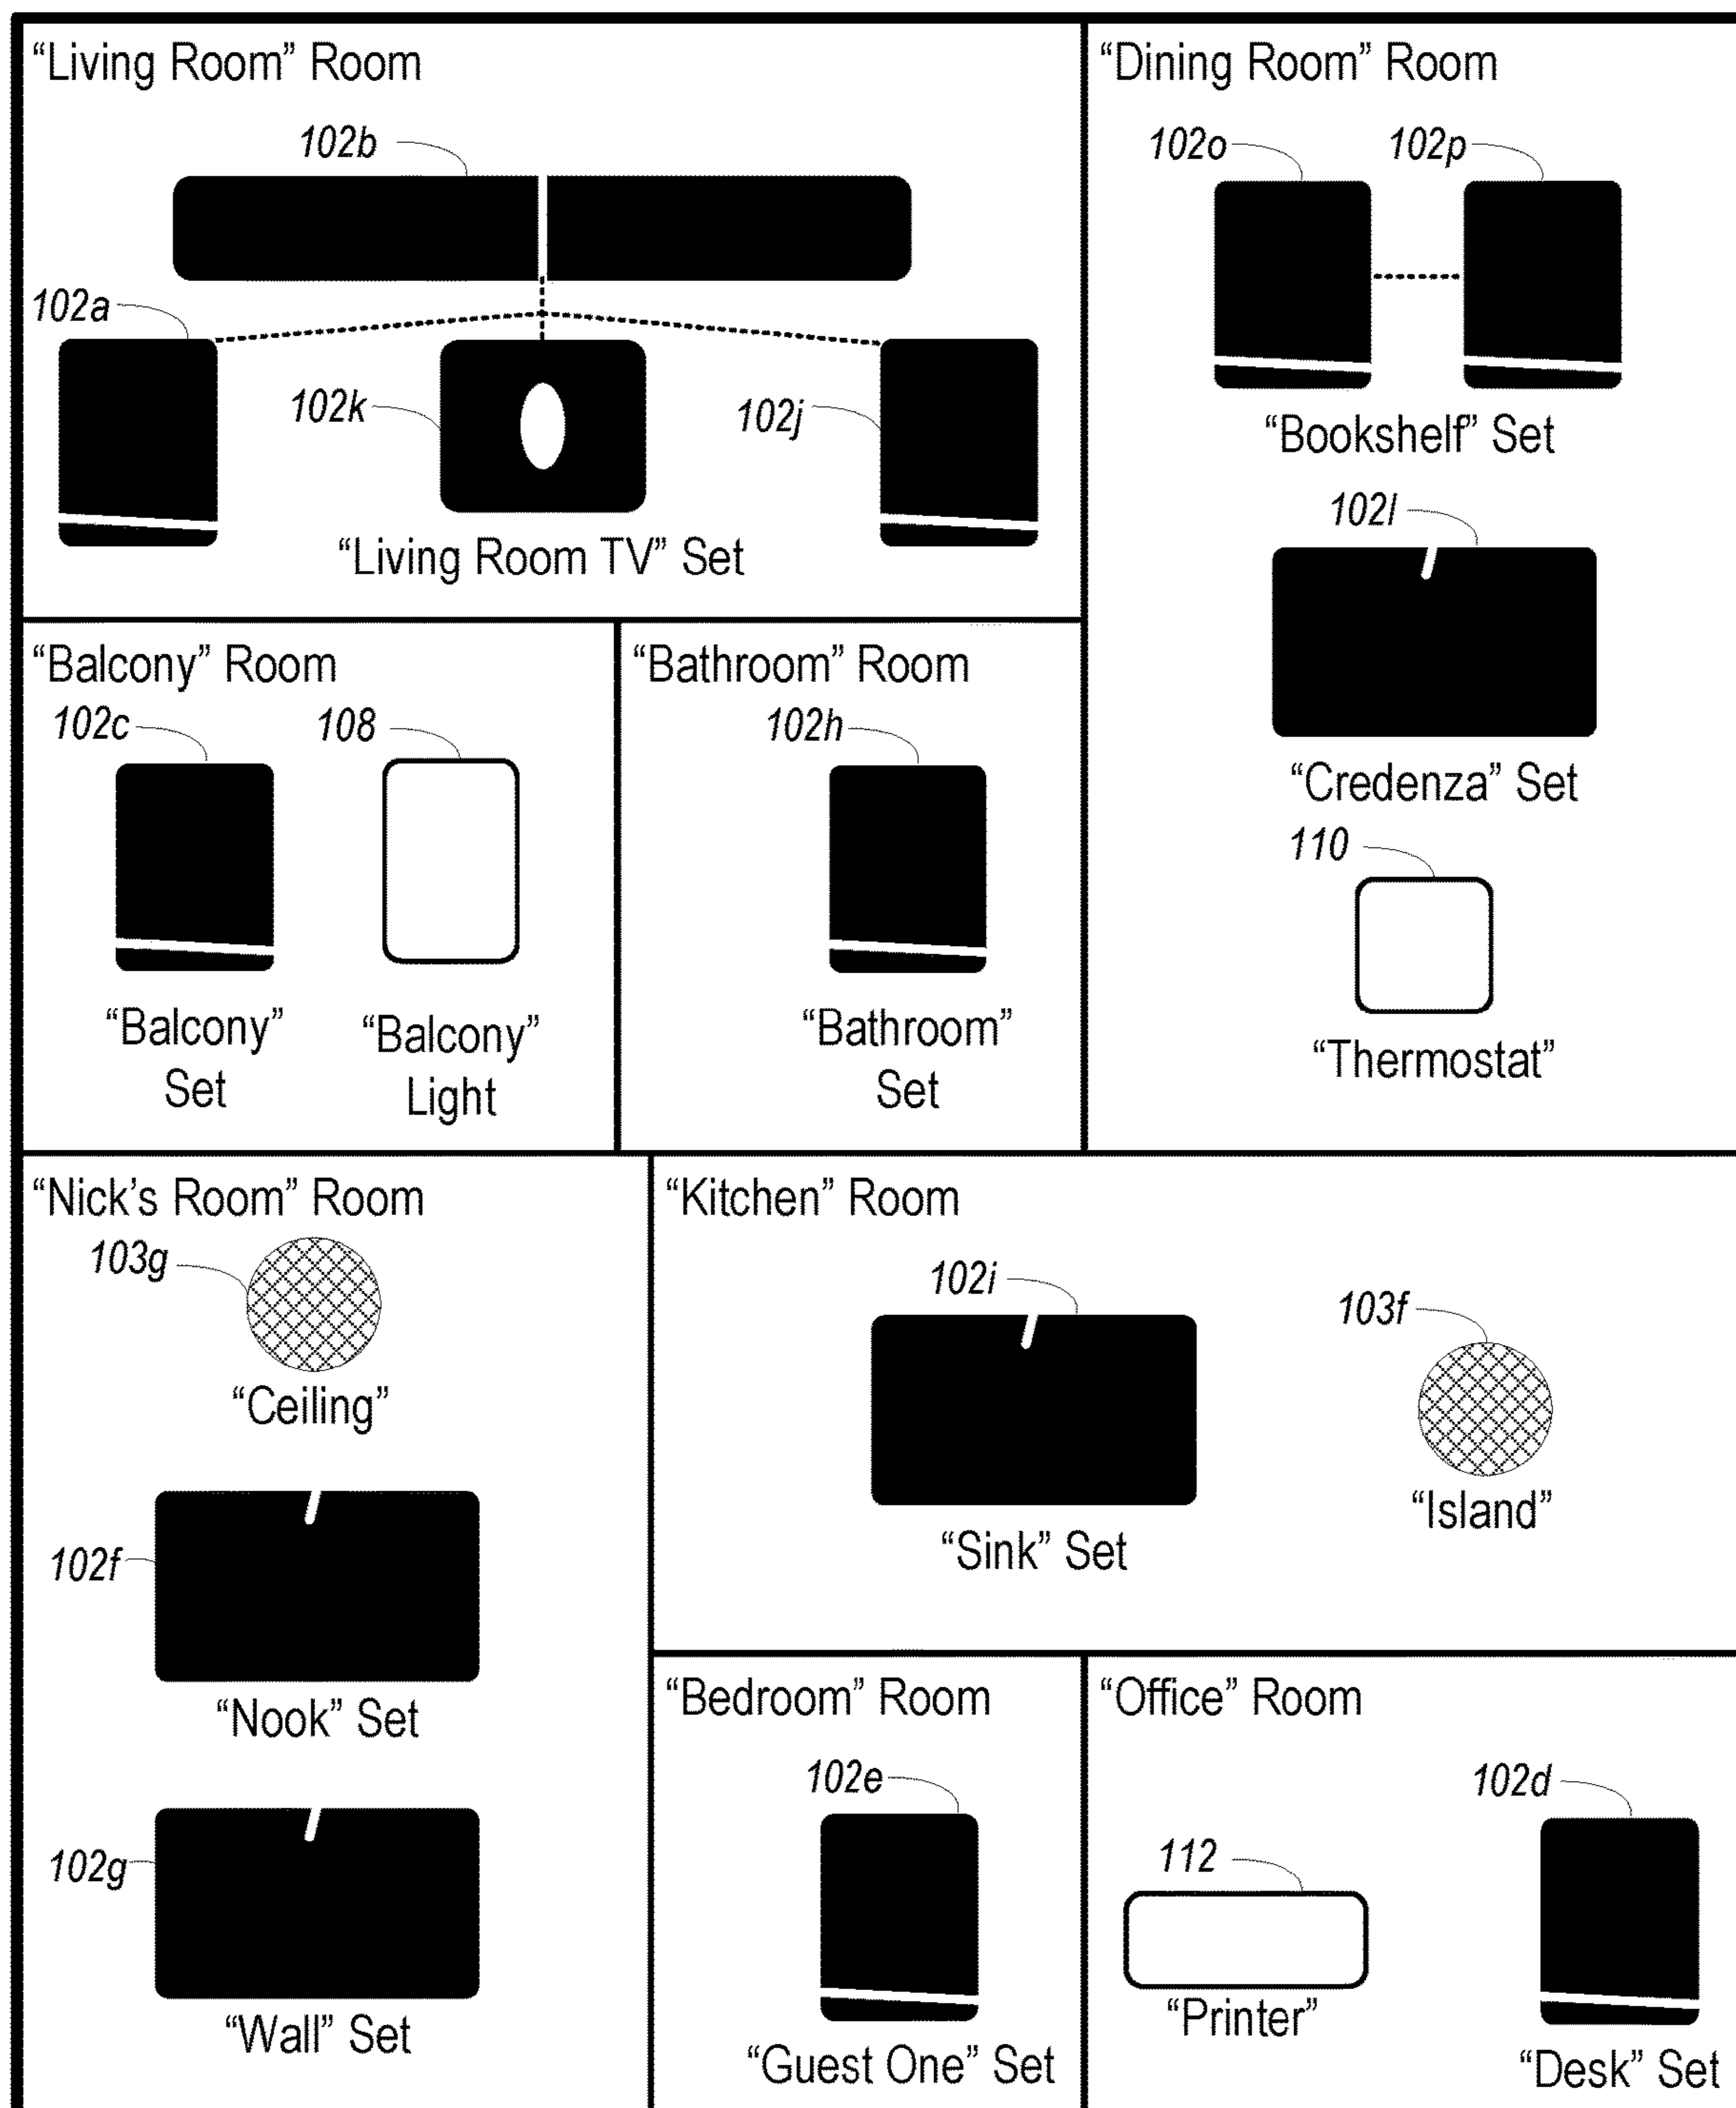 “Living Room” Room
102b
102a
102k
102j
“Living Room TV” Set
“Dining Room” Room
102o
102p
“Bookshelf” Set
102l
“Credenza” Set
110
“Thermostat”
“Balcony” Room
102c
108
“Balcony”
Set
“Balcony”
Light
“Bathroom” Room
102h
“Bathroom”
Set
“Nick’s Room” Room
103g
“Ceiling”
102f
“Nook” Set
102g
“Wall” Set
“Kitchen” Room
102i
103f
“Sink” Set
“Island”
“Bedroom” Room
102e
“Guest One” Set
“Office” Room
102d
112
“Printer”
“Desk” Set